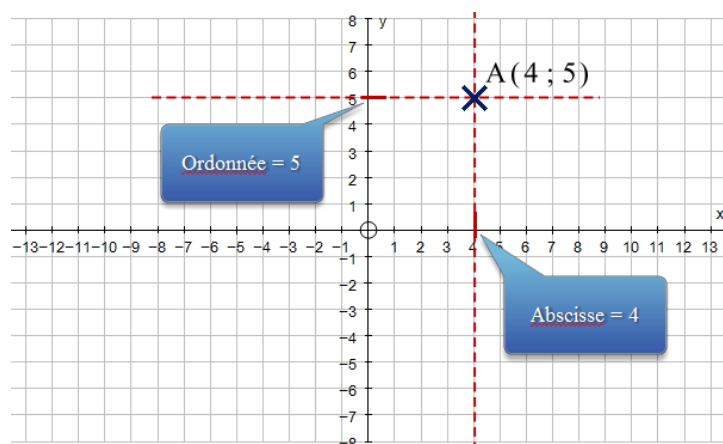 8 y
7
6
A ( 4 ; 5 )
5
4
3
Ordonnée = 5
2
1
x
−13 −12 −11 −10 −9 −8 −7 −6 −5 −4 −3 −2 −1 1 2 3 4 5 6 7 8 9 10 11 12 13
−1
−2
−3
Abscisse = 4
−4
−5
−6
−7
−8